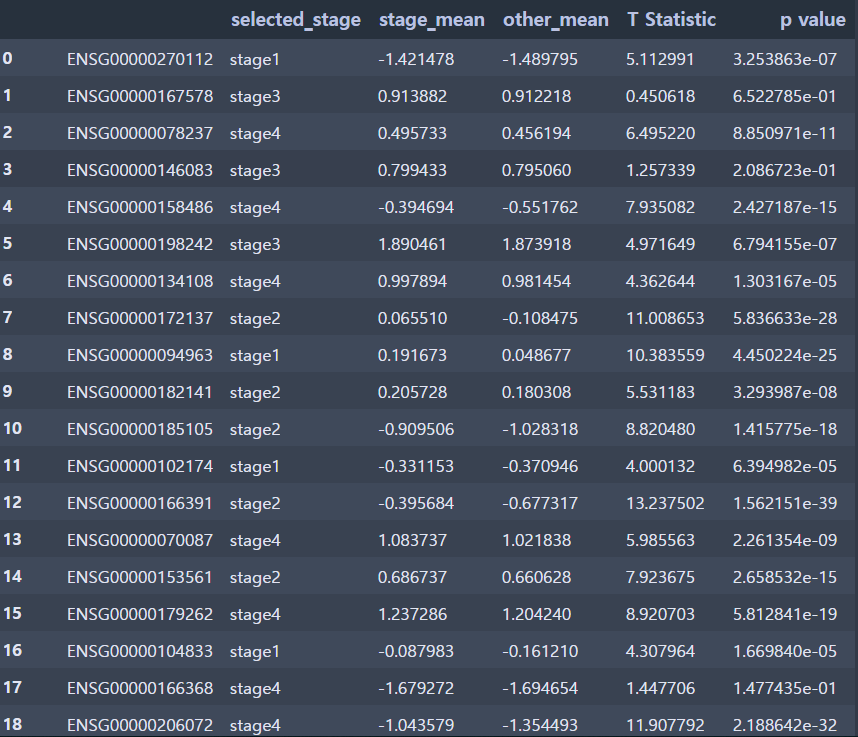 selected_stage stage_mean other_mean T Statistic p value
0 ENSG00000270112 stage1 -1.421478 -1.489795 5.112991 3.253863e-07
1 ENSG00000167578 stage3 0.913882 0.912218 0.450618 6.522785e-01
2 ENSG00000078237 stage4 0.495733 0.456194 6.495220 8.850971e-11
3 ENSG00000146083 stage3 0.799433 0.795060 1.257339 2.086723e-01
4 ENSG00000158486 stage4 -0.394694 -0.551762 7.935082 2.427187e-15
5 ENSG00000198242 stage3 1.890461 1.873918 4.971649 6.794155e-07
6 ENSG00000134108 stage4 0.997894 0.981454 4.362644 1.303167e-05
7 ENSG00000172137 stage2 0.065510 -0.108475 11.008653 5.836633e-28
8 ENSG00000094963 stage1 0.191673 0.048677 10.383559 4.450224e-25
9 ENSG00000182141 stage2 0.205728 0.180308 5.531183 3.293987e-08
10 ENSG00000185105 stage2 -0.909506 -1.028318 8.820480 1.415775e-18
11 ENSG00000102174 stage1 -0.331153 -0.370946 4.000132 6.394982e-05
12 ENSG00000166391 stage2 -0.395684 -0.677317 13.237502 1.562151e-39
13 ENSG00000070087 stage4 1.083737 1.021838 5.985563 2.261354e-09
14 ENSG00000153561 stage2 0.686737 0.660628 7.923675 2.658532e-15
15 ENSG00000179262 stage4 1.237286 1.204240 8.920703 5.812841e-19
16 ENSG00000104833 stage1 -0.087983 -0.161210 4.307964 1.669840e-05
17 ENSG00000166368 stage4 -1.679272 -1.694654 1.447706 1.477435e-01
18 ENSG00000206072 stage4 -1.043579 -1.354493 11.907792 2.188642e-32